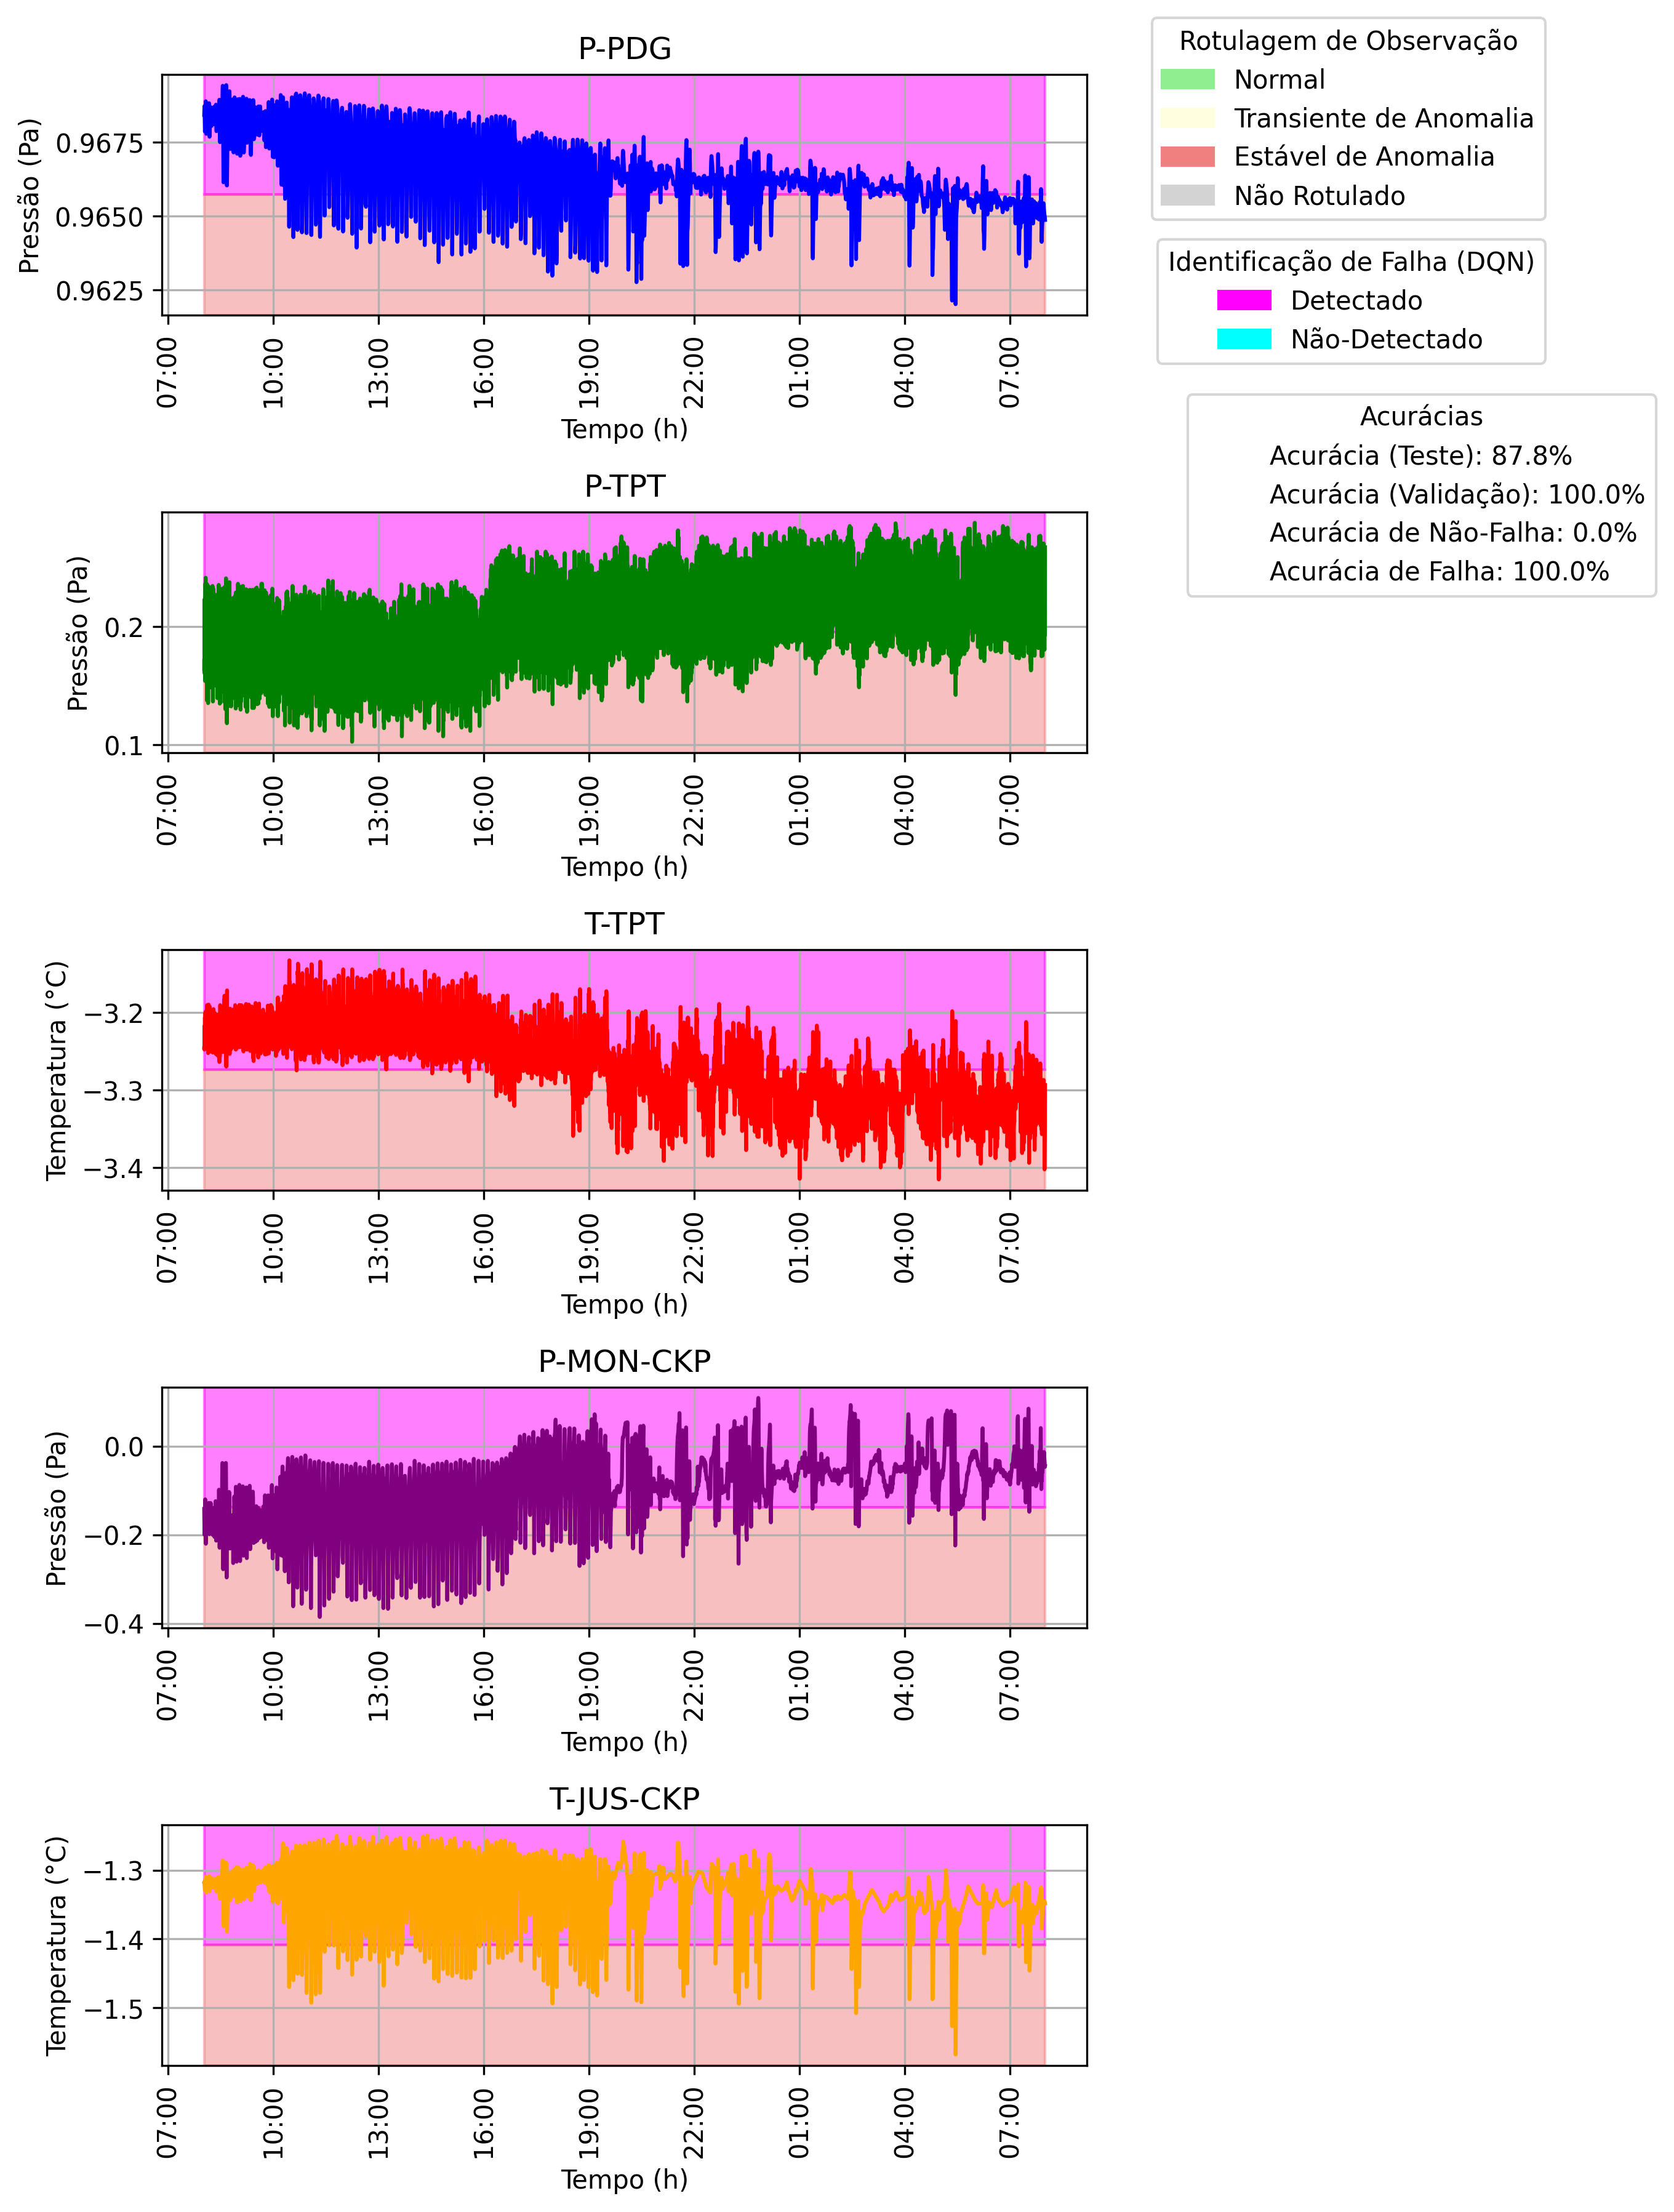 P-PDG
Pressão (Pa)
0.9675
0.9650
0.9625
07:00
10:00
13:00
16:00
19:00
22:00
01:00
04:00
07:00
Tempo (h)
Rotulagem de Observação
Normal
Transiente de Anomalia
Estável de Anomalia
Não Rotulado
Identificação de Falha (DQN)
Detectado
Não-Detectado
Acurácias
Acurácia (Teste): 87.8%
Acurácia (Validação): 100.0%
Acurácia de Não-Falha: 0.0%
Acurácia de Falha: 100.0%
P-TPT
Pressão (Pa)
0.2
0.1
07:00
10:00
13:00
16:00
19:00
22:00
01:00
04:00
07:00
Tempo (h)
T-TPT
Temperatura (°C)
−3.2
−3.3
−3.4
07:00
10:00
13:00
16:00
19:00
22:00
01:00
04:00
07:00
Tempo (h)
P-MON-CKP
Pressão (Pa)
0.0
−0.2
−0.4
07:00
10:00
13:00
16:00
19:00
22:00
01:00
04:00
07:00
Tempo (h)
T-JUS-CKP
Temperatura (°C)
−1.3
−1.4
−1.5
07:00
10:00
13:00
16:00
19:00
22:00
01:00
04:00
07:00
Tempo (h)